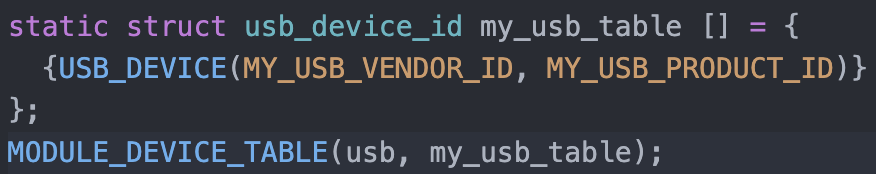 static struct usb_device_id my_usb_table [] = {
  {USB_DEVICE(MY_USB_VENDOR_ID, MY_USB_PRODUCT_ID)}
};
MODULE_DEVICE_TABLE(usb, my_usb_table);